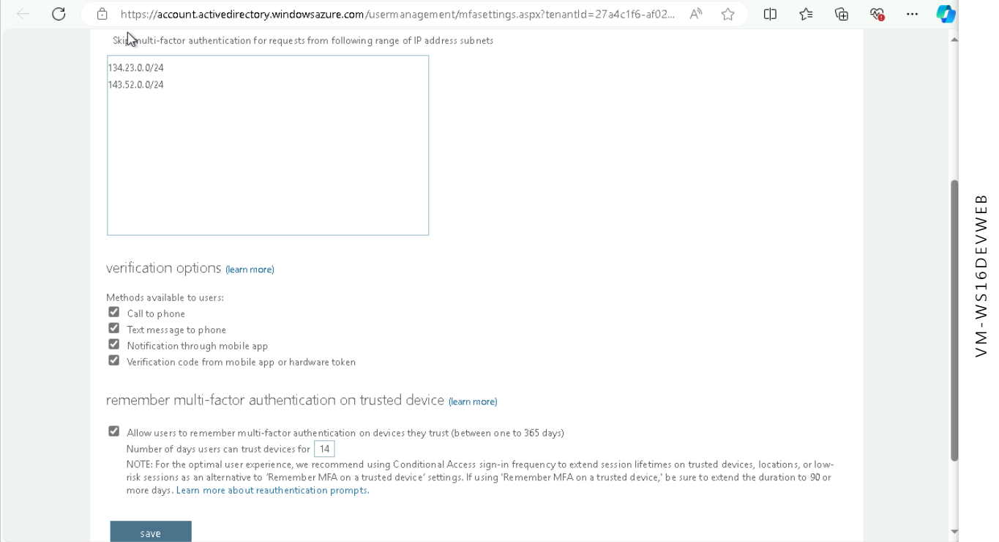 https://account.activedirectory.windowsazure.com/usermanagement/mfasettings.aspx?tenantId=27a4c1f6-af02...
Skip multi-factor authentication for requests from following range of IP address subnets
134.23.0.0/24
143.52.0.0/24
verification options (learn more)
Methods available to users:
Call to phone
Text message to phone
Notification through mobile app
Verification code from mobile app or hardware token
remember multi-factor authentication on trusted device (learn more)
Allow users to remember multi-factor authentication on devices they trust (between one to 365 days)
Number of days users can trust devices for 14
NOTE: For the optimal user experience, we recommend using Conditional Access sign-in frequency to extend session lifetimes on trusted devices, locations, or low-
risk sessions as an alternative to 'Remember MFA on a trusted device' settings. If using 'Remember MFA on a trusted device,' be sure to extend the duration to 90 or
more days. Learn more about reauthentication prompts.
save
VM-WS16DEVWEB